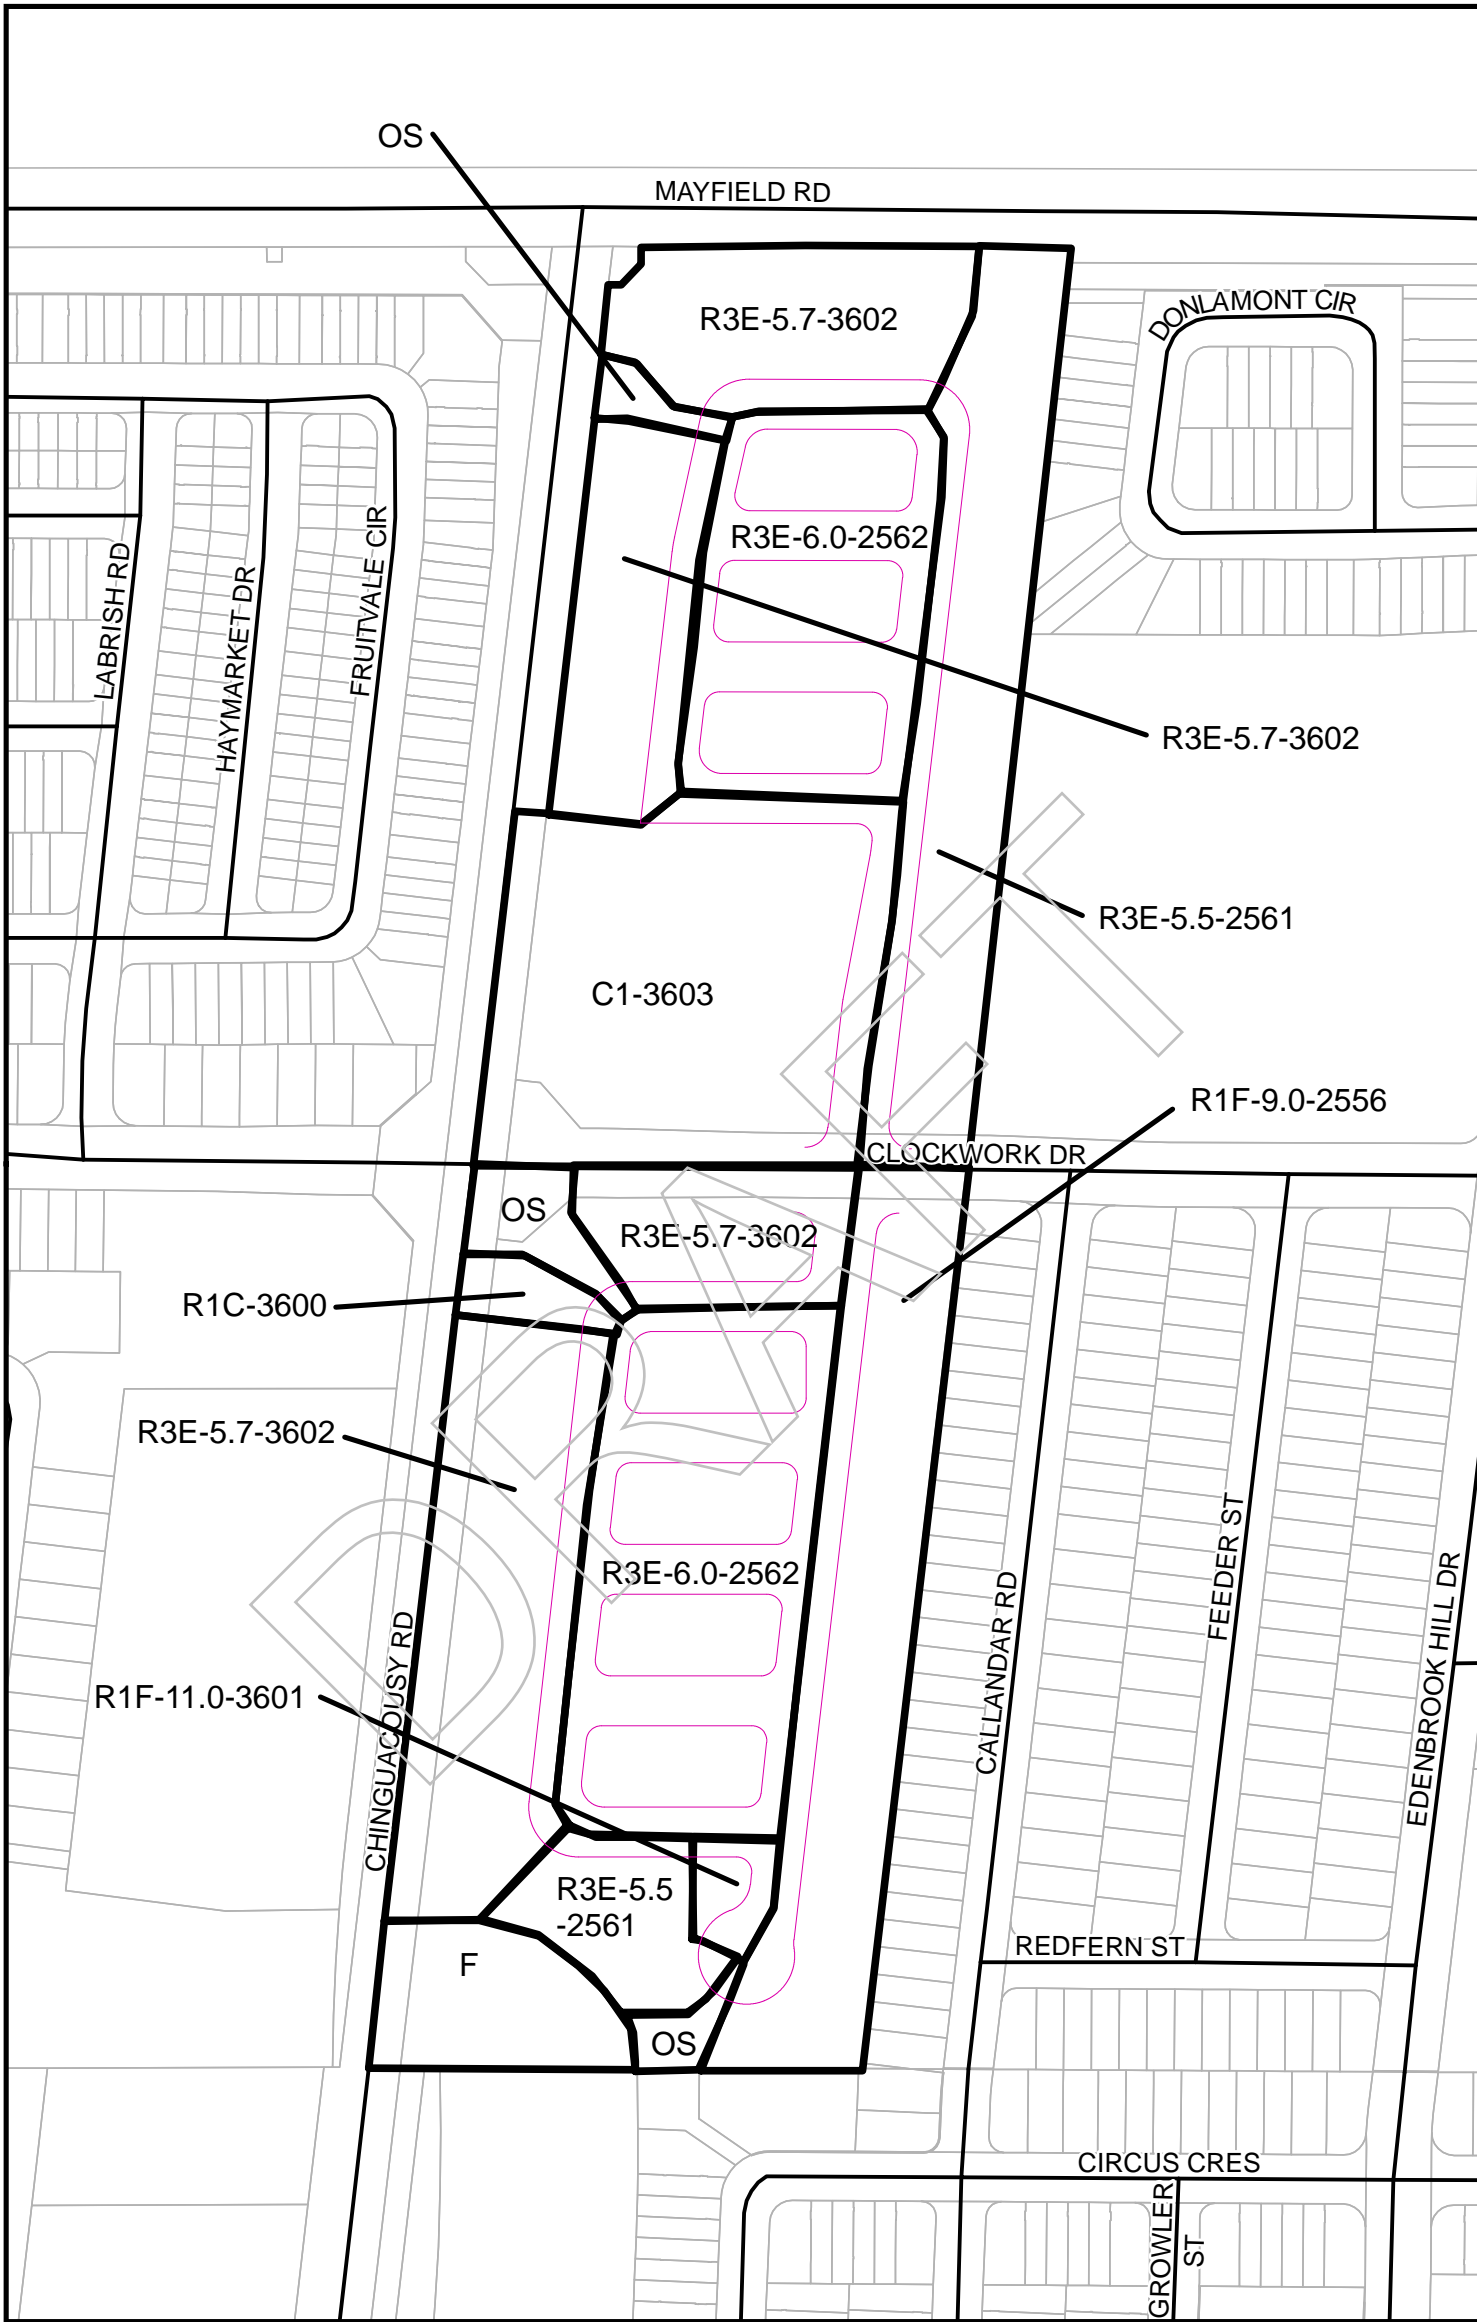 OS
MAYFIELD RD
R3E-5.7-3602
DONLAMONT CIR
R3E-6.0-2562
LABRISH RD
HAYMARKET DR
FRUITVALE CIR
R3E-5.7-3602
R3E-5.5-2561
C1-3603
R1F-9.0-2556
CLOCKWORK DR
OS
R3E-5.7-3602
R1C-3600
R3E-5.7-3602
R3E-6.0-2562
DRAFT
R1F-11.0-3601
CHINGUACOUSY RD
CALLANDAR RD
FEEDER ST
EDENBROOK HILL DR
R3E-5.5
-2561
REDFERN ST
F
OS
CIRCUS CRES
GROWLER
ST